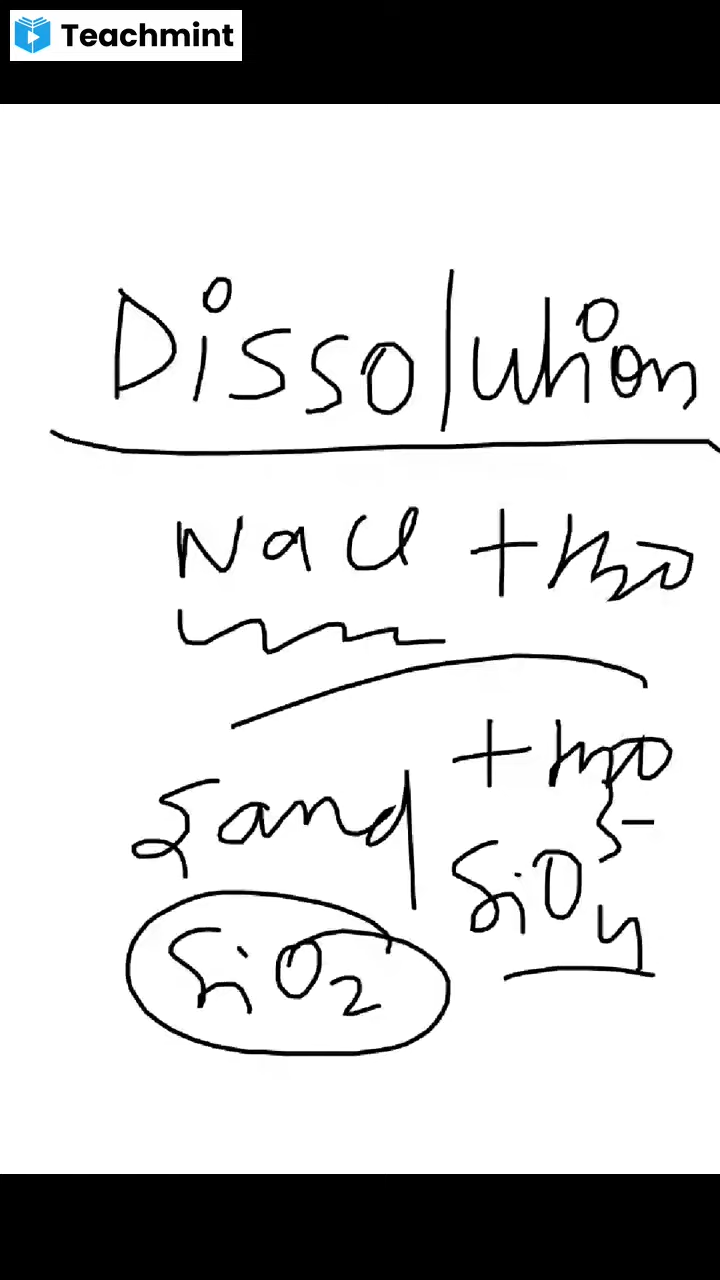 Teachmint
Dissolution
NaCl + H2O
Sand + H2O
SiO4
SiO2